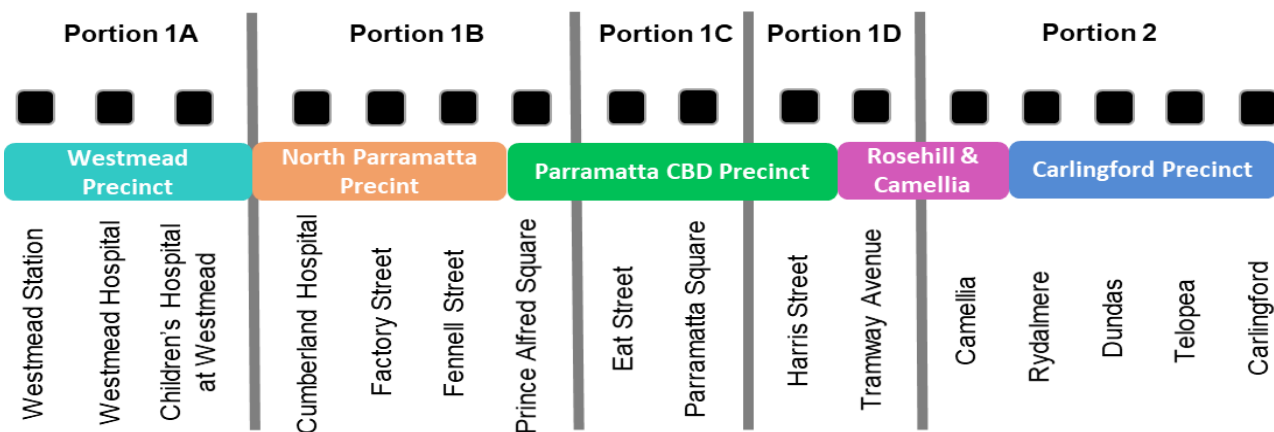 Portion 1A
Portion 1B
Portion 1C
Portion 1D
Portion 2
Westmead
Precinct
North Parramatta
Precint
Parramatta CBD Precinct
Rosehill &
Camellia
Carlingford Precinct
Westmead Station
Westmead Hospital
Children’s Hospital
at Westmead
Cumberland Hospital
Factory Street
Fennell Street
Prince Alfred Square
Eat Street
Parramatta Square
Harris Street
Tramway Avenue
Camellia
Rydalmere
Dundas
Telopea
Carlingford